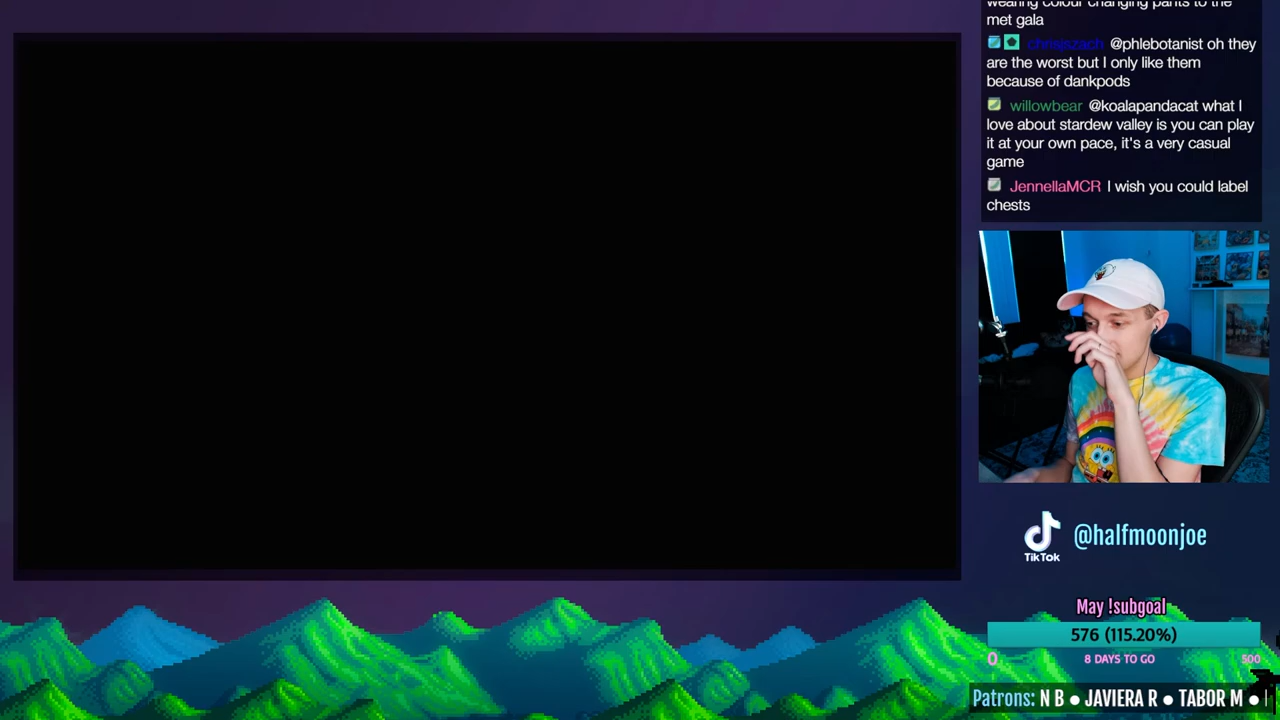 wearing colour changing pants to the
met gala
chrisjszach @phlebotanist oh they
are the worst but I only like them
because of dankpods
willowbear @koalapandacat what I
love about stardew valley is you can play
it at your own pace, it's a very casual
game
JennellaMCR I wish you could label
chests
TikTok
@halfmoonjoe
May !subgoal
576 (115.20%)
0
8 DAYS TO GO
500
Patrons: N B ● JAVIERA R ● TABOR M ●